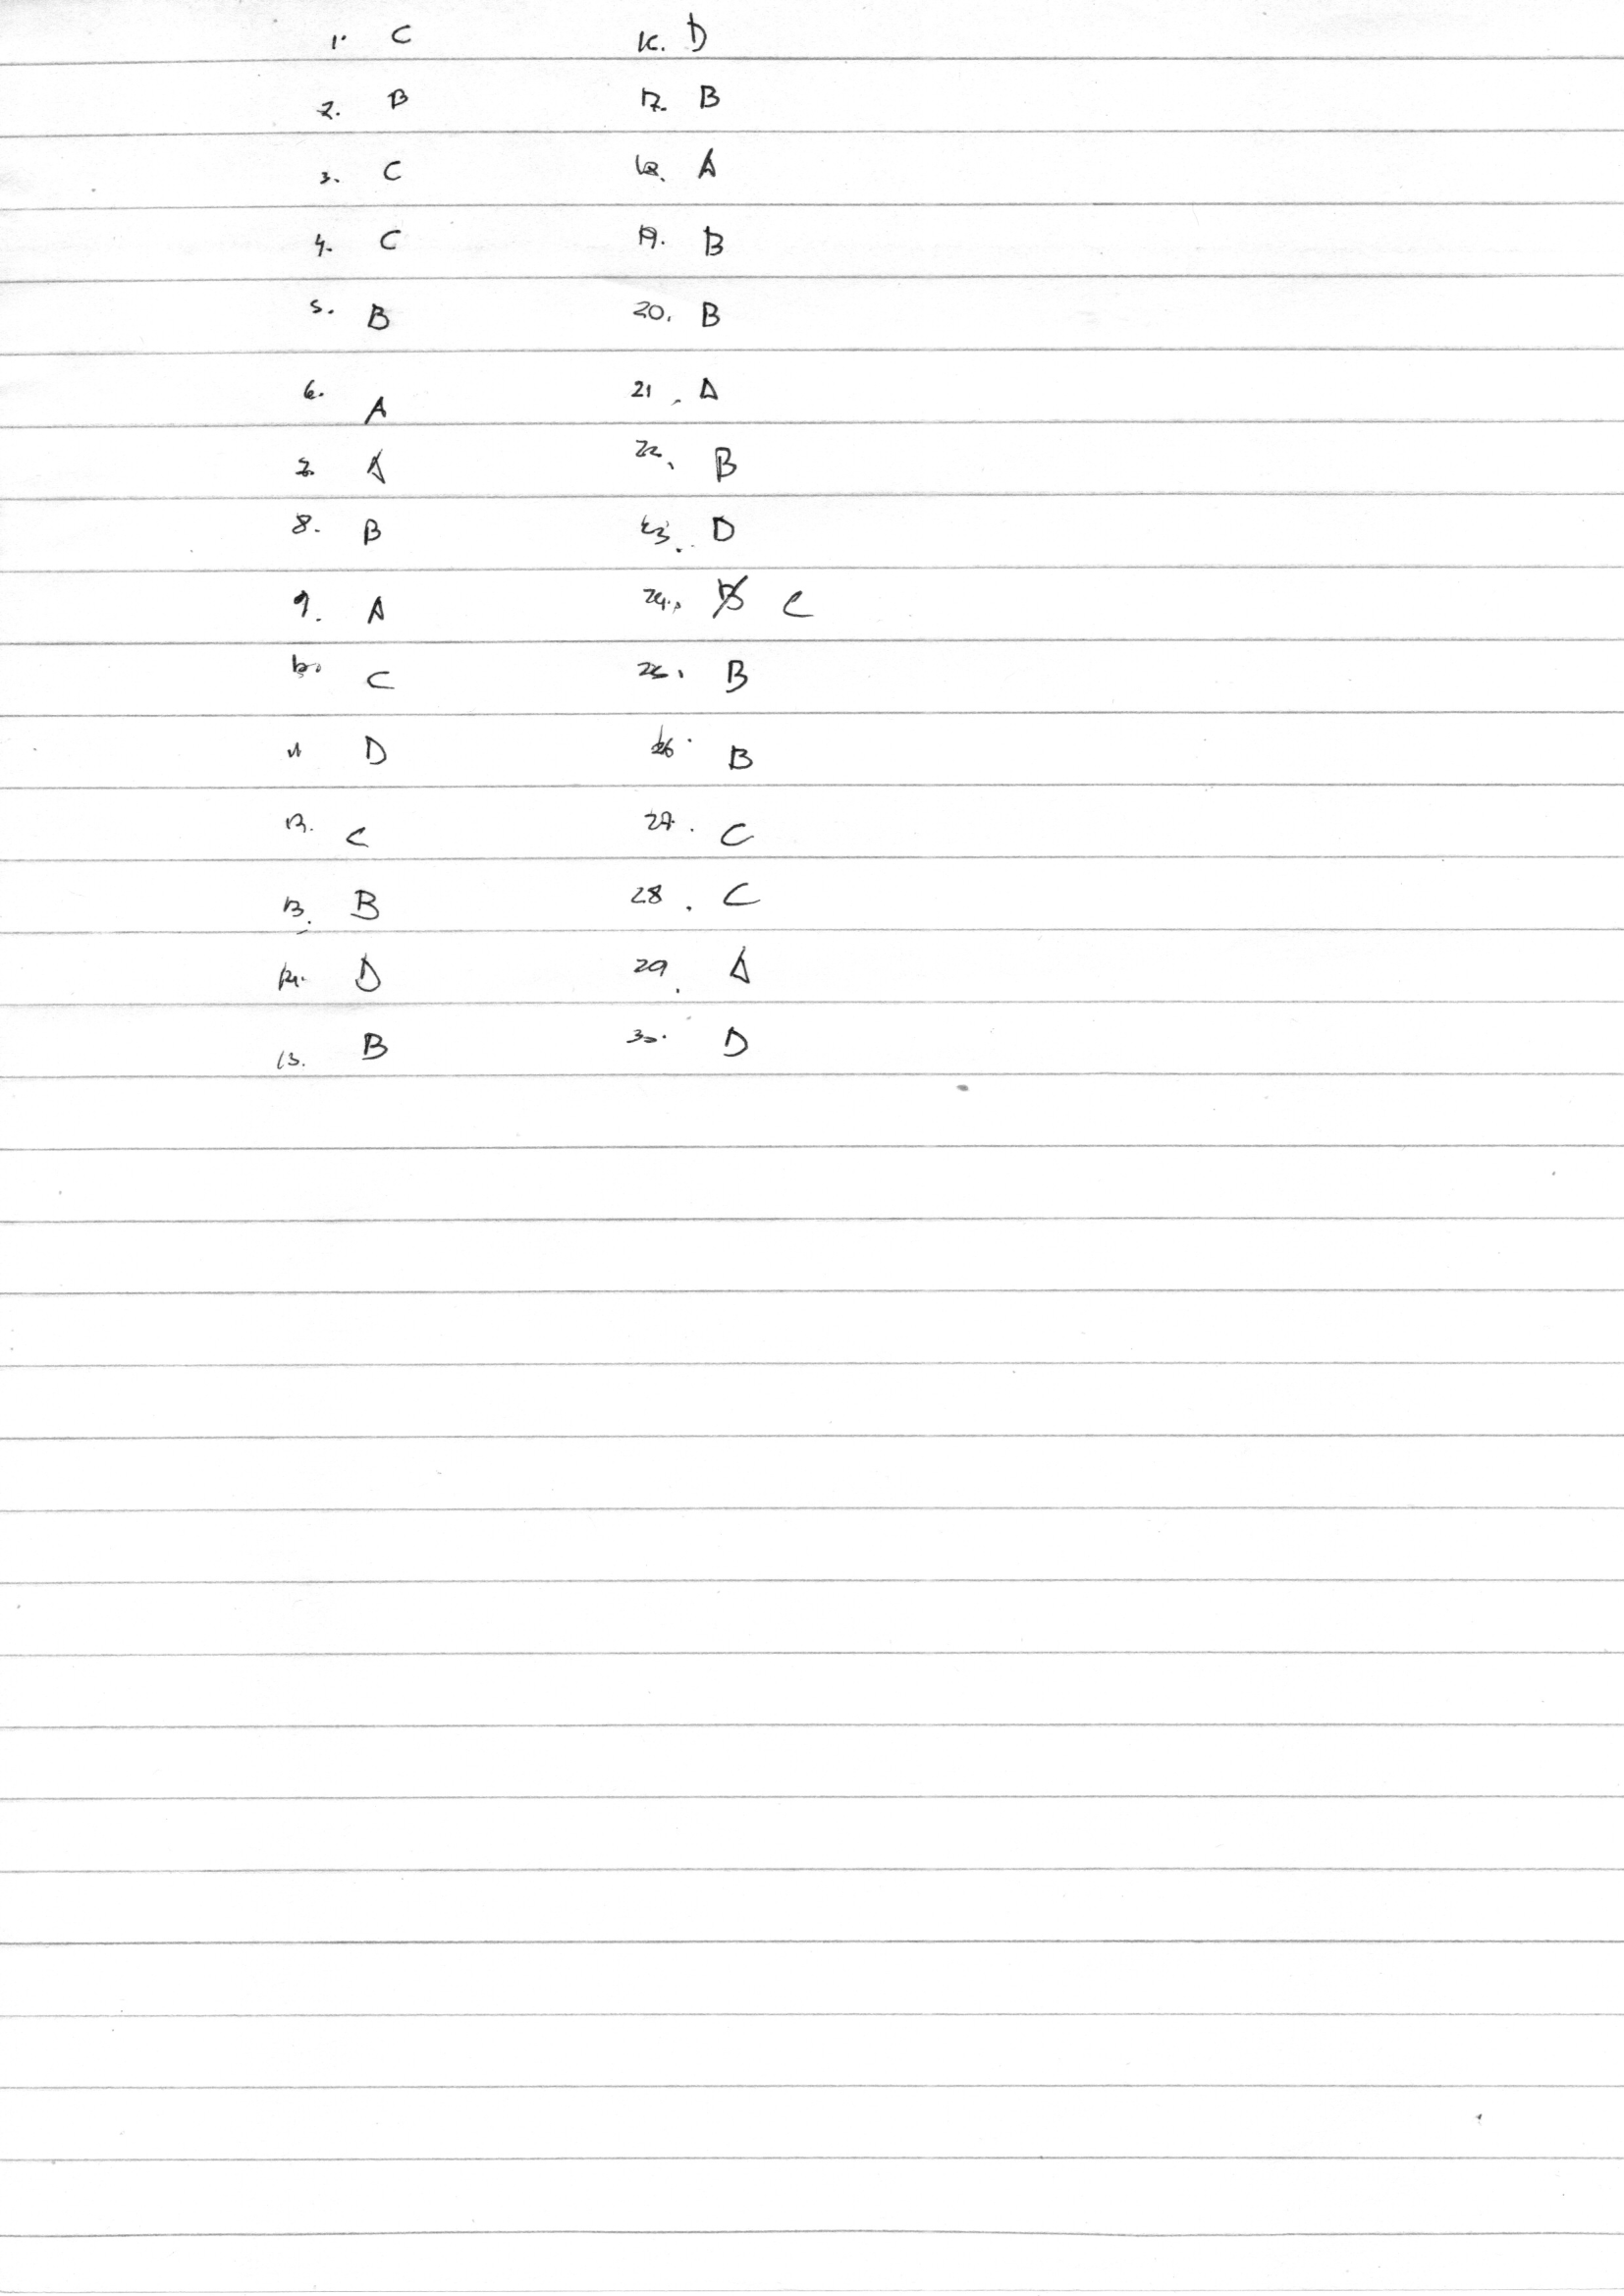 1. C
2. B
3. C
4. C
5. B
6. A
7. A
8. B
9. A
10. C
11 D
12. C
13. B
14. D
15. B
16. D
17. B
18. A
19. B
20. B
21. A
22. B
23. D
24. B C
25. B
26. B
27. C
28. C
29. A
30. D